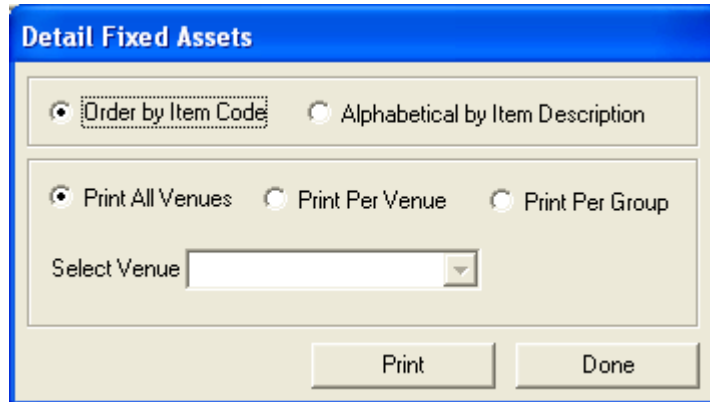 Detail Fixed Assets
Order by Item Code Alphabetical by Item Description
Print All Venues Print Per Venue Print Per Group
Select Venue
Print Done